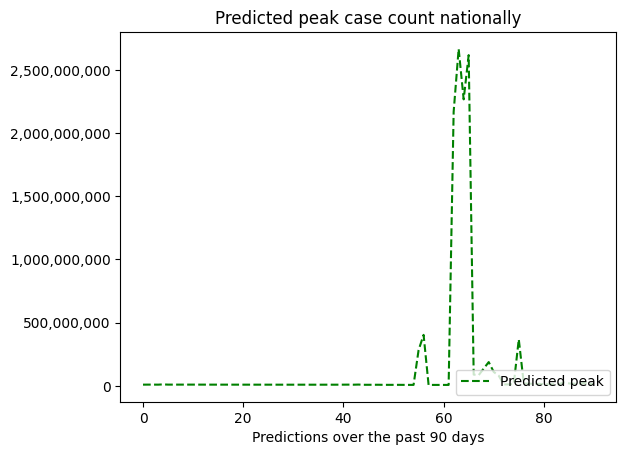 Predicted peak case count nationally
2,500,000,000
2,000,000,000
1,500,000,000
1,000,000,000
500,000,000
0
Predicted peak
0 20 40 60 80
Predictions over the past 90 days